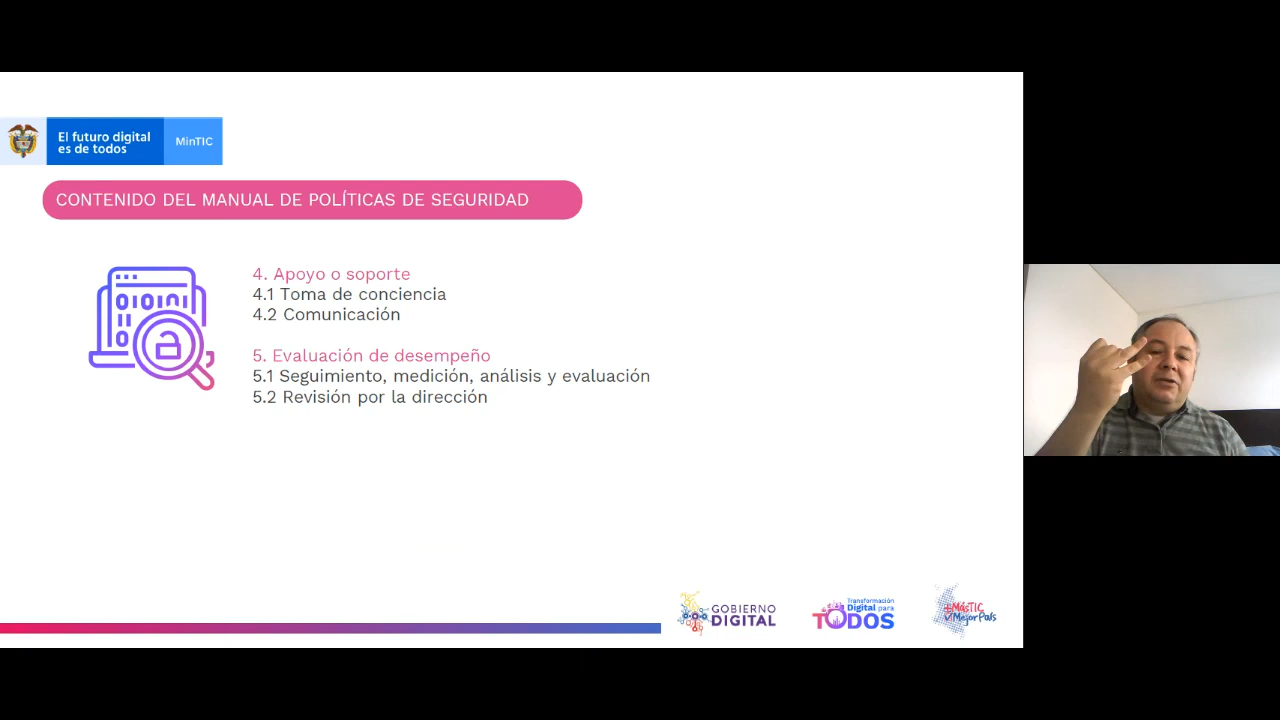 El futuro digital
es de todos
MinTIC
CONTENIDO DEL MANUAL DE POLÍTICAS DE SEGURIDAD
4. Apoyo o soporte
4.1 Toma de conciencia
4.2 Comunicación
5. Evaluación de desempeño
5.1 Seguimiento, medición, análisis y evaluación
5.2 Revisión por la dirección
GOBIERNO
DIGITAL
Transformación
Digital para
TODOS
+MásTIC
+MejorPaís